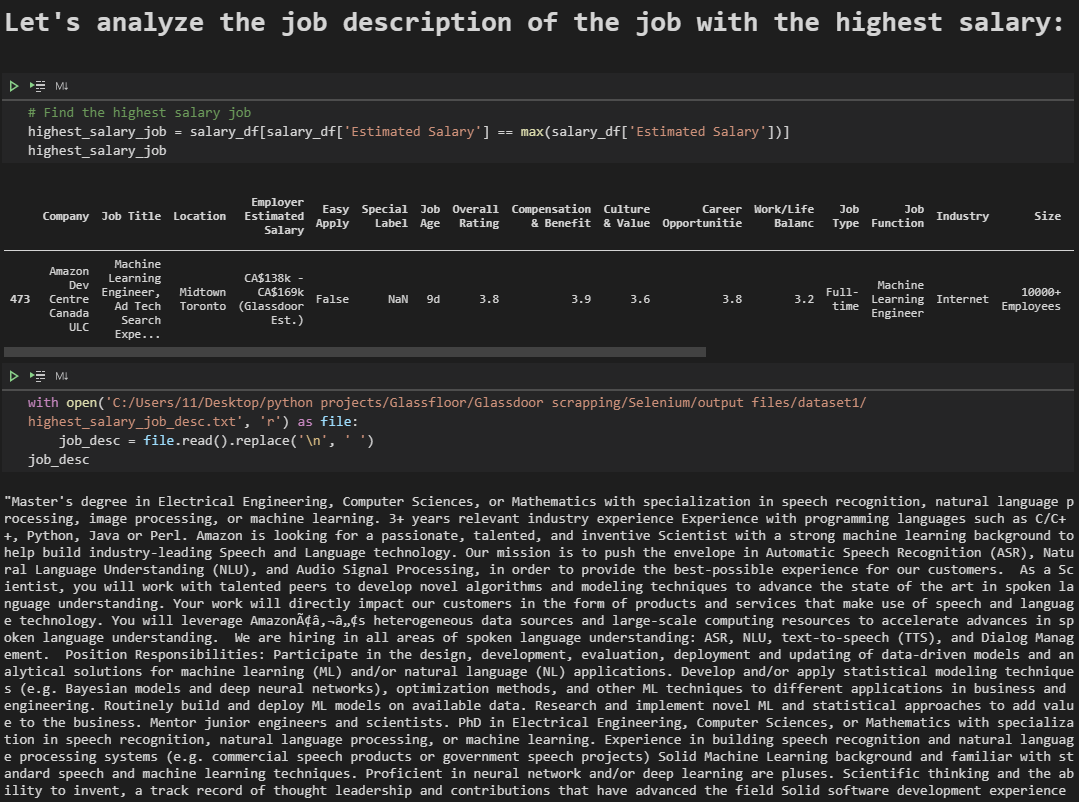 Let's analyze the job description of the job with the highest salary:
M↓
# Find the highest salary job
highest_salary_job = salary_df[salary_df['Estimated Salary'] == max(salary_df['Estimated Salary'])]
highest_salary_job
Company Job Title Location Employer Estimated Salary Easy Apply Special Label Job Age Overall Rating Compensation & Benefit Culture & Value Career Opportunitie Work/Life Balanc Job Type Job Function Industry Size
473 Amazon Dev Centre Canada ULC Machine Learning Engineer, Ad Tech Search Expe... Midtown Toronto CA$138k - CA$169k (Glassdoor Est.) False NaN 9d 3.8 3.9 3.6 3.8 3.2 Full-time Machine Learning Engineer Internet 10000+ Employees
M↓
with open('C:/Users/11/Desktop/python projects/Glassfloor/Glassdoor scrapping/Selenium/output files/dataset1/
highest_salary_job_desc.txt', 'r') as file:
    job_desc = file.read().replace('\n', ' ')
job_desc
"Master's degree in Electrical Engineering, Computer Sciences, or Mathematics with specialization in speech recognition, natural language p
rocessing, image processing, or machine learning. 3+ years relevant industry experience Experience with programming languages such as C/C+
+, Python, Java or Perl. Amazon is looking for a passionate, talented, and inventive Scientist with a strong machine learning background to
help build industry-leading Speech and Language technology. Our mission is to push the envelope in Automatic Speech Recognition (ASR), Natu
ral Language Understanding (NLU), and Audio Signal Processing, in order to provide the best-possible experience for our customers.  As a Sc
ientist, you will work with talented peers to develop novel algorithms and modeling techniques to advance the state of the art in spoken la
nguage understanding. Your work will directly impact our customers in the form of products and services that make use of speech and languag
e technology. You will leverage AmazonÃ¢â‚¬â„¢s heterogeneous data sources and large-scale computing resources to accelerate advances in sp
oken language understanding.  We are hiring in all areas of spoken language understanding: ASR, NLU, text-to-speech (TTS), and Dialog Manag
ement.  Position Responsibilities: Participate in the design, development, evaluation, deployment and updating of data-driven models and an
alytical solutions for machine learning (ML) and/or natural language (NL) applications. Develop and/or apply statistical modeling technique
s (e.g. Bayesian models and deep neural networks), optimization methods, and other ML techniques to different applications in business and
engineering. Routinely build and deploy ML models on available data. Research and implement novel ML and statistical approaches to add valu
e to the business. Mentor junior engineers and scientists. PhD in Electrical Engineering, Computer Sciences, or Mathematics with specializa
tion in speech recognition, natural language processing, or machine learning. Experience in building speech recognition and natural languag
e processing systems (e.g. commercial speech products or government speech projects) Solid Machine Learning background and familiar with st
andard speech and machine learning techniques. Proficient in neural network and/or deep learning are pluses. Scientific thinking and the ab
ility to invent, a track record of thought leadership and contributions that have advanced the field Solid software development experience